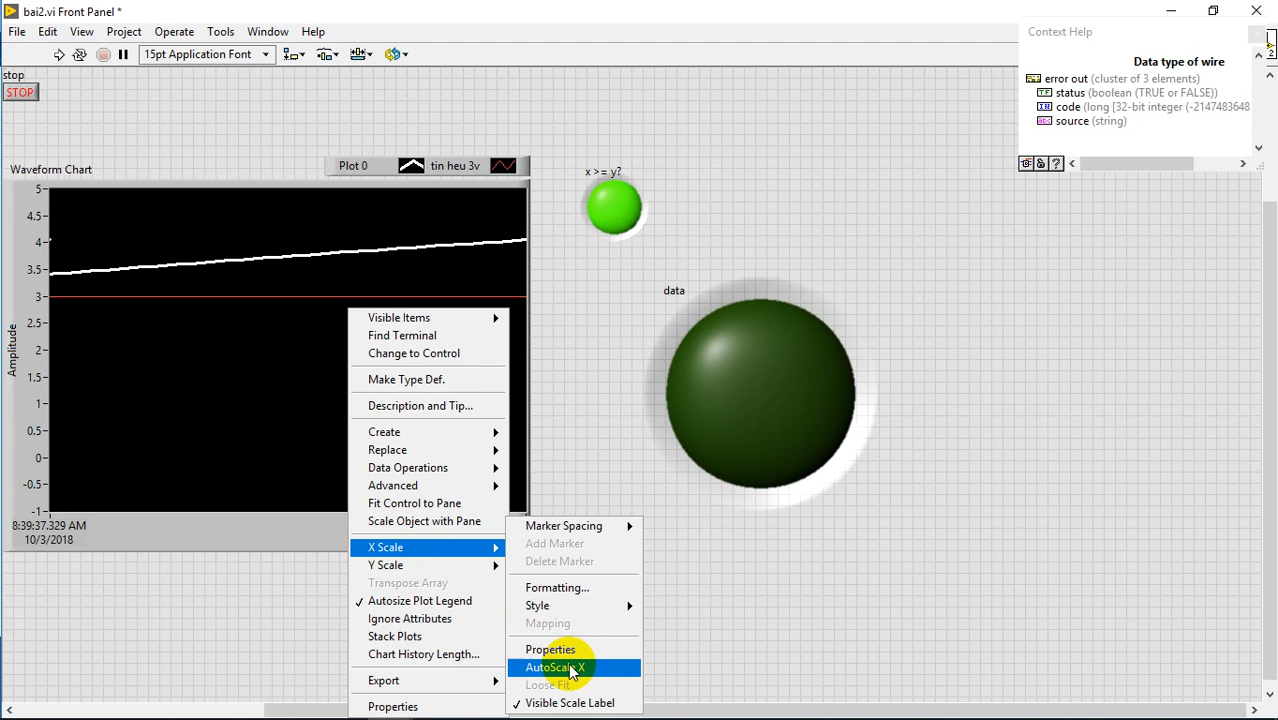 bai2.vi Front Panel *
File Edit View Project Operate Tools Window Help
15pt Application Font
2
Context Help
Data type of wire
error out (cluster of 3 elements)
status (boolean (TRUE or FALSE))
code (long [32-bit integer (-2147483648
source (string)
stop
STOP
Waveform Chart
Plot 0
tin heu 3v
x >= y?
data
Amplitude
5
4.5
4
3.5
3
2.5
2
1.5
1
0.5
0
-0.5
-1
8:39:37.329 AM
10/3/2018
Visible Items
Find Terminal
Change to Control
Make Type Def.
Description and Tip...
Create
Replace
Data Operations
Advanced
Fit Control to Pane
Scale Object with Pane
X Scale
Y Scale
Transpose Array
Autosize Plot Legend
Ignore Attributes
Stack Plots
Chart History Length...
Export
Properties
Marker Spacing
Add Marker
Delete Marker
Formatting...
Style
Mapping
Properties
AutoScale X
Loose Fit
Visible Scale Label